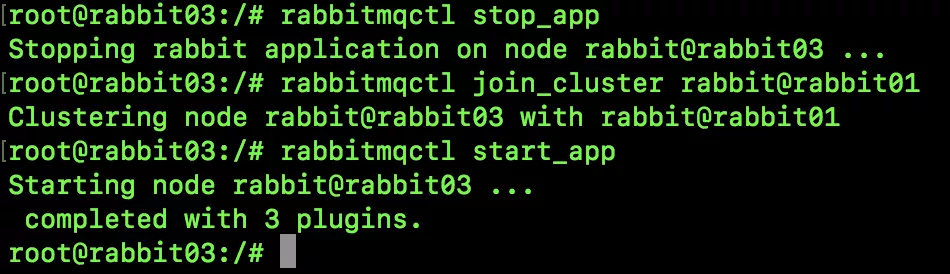 [root@rabbit03:/# rabbitmqctl stop_app
Stopping rabbit application on node rabbit@rabbit03 ...
[root@rabbit03:/# rabbitmqctl join_cluster rabbit@rabbit01
Clustering node rabbit@rabbit03 with rabbit@rabbit01
[root@rabbit03:/# rabbitmqctl start_app
Starting node rabbit@rabbit03 ...
 completed with 3 plugins.
root@rabbit03:/#